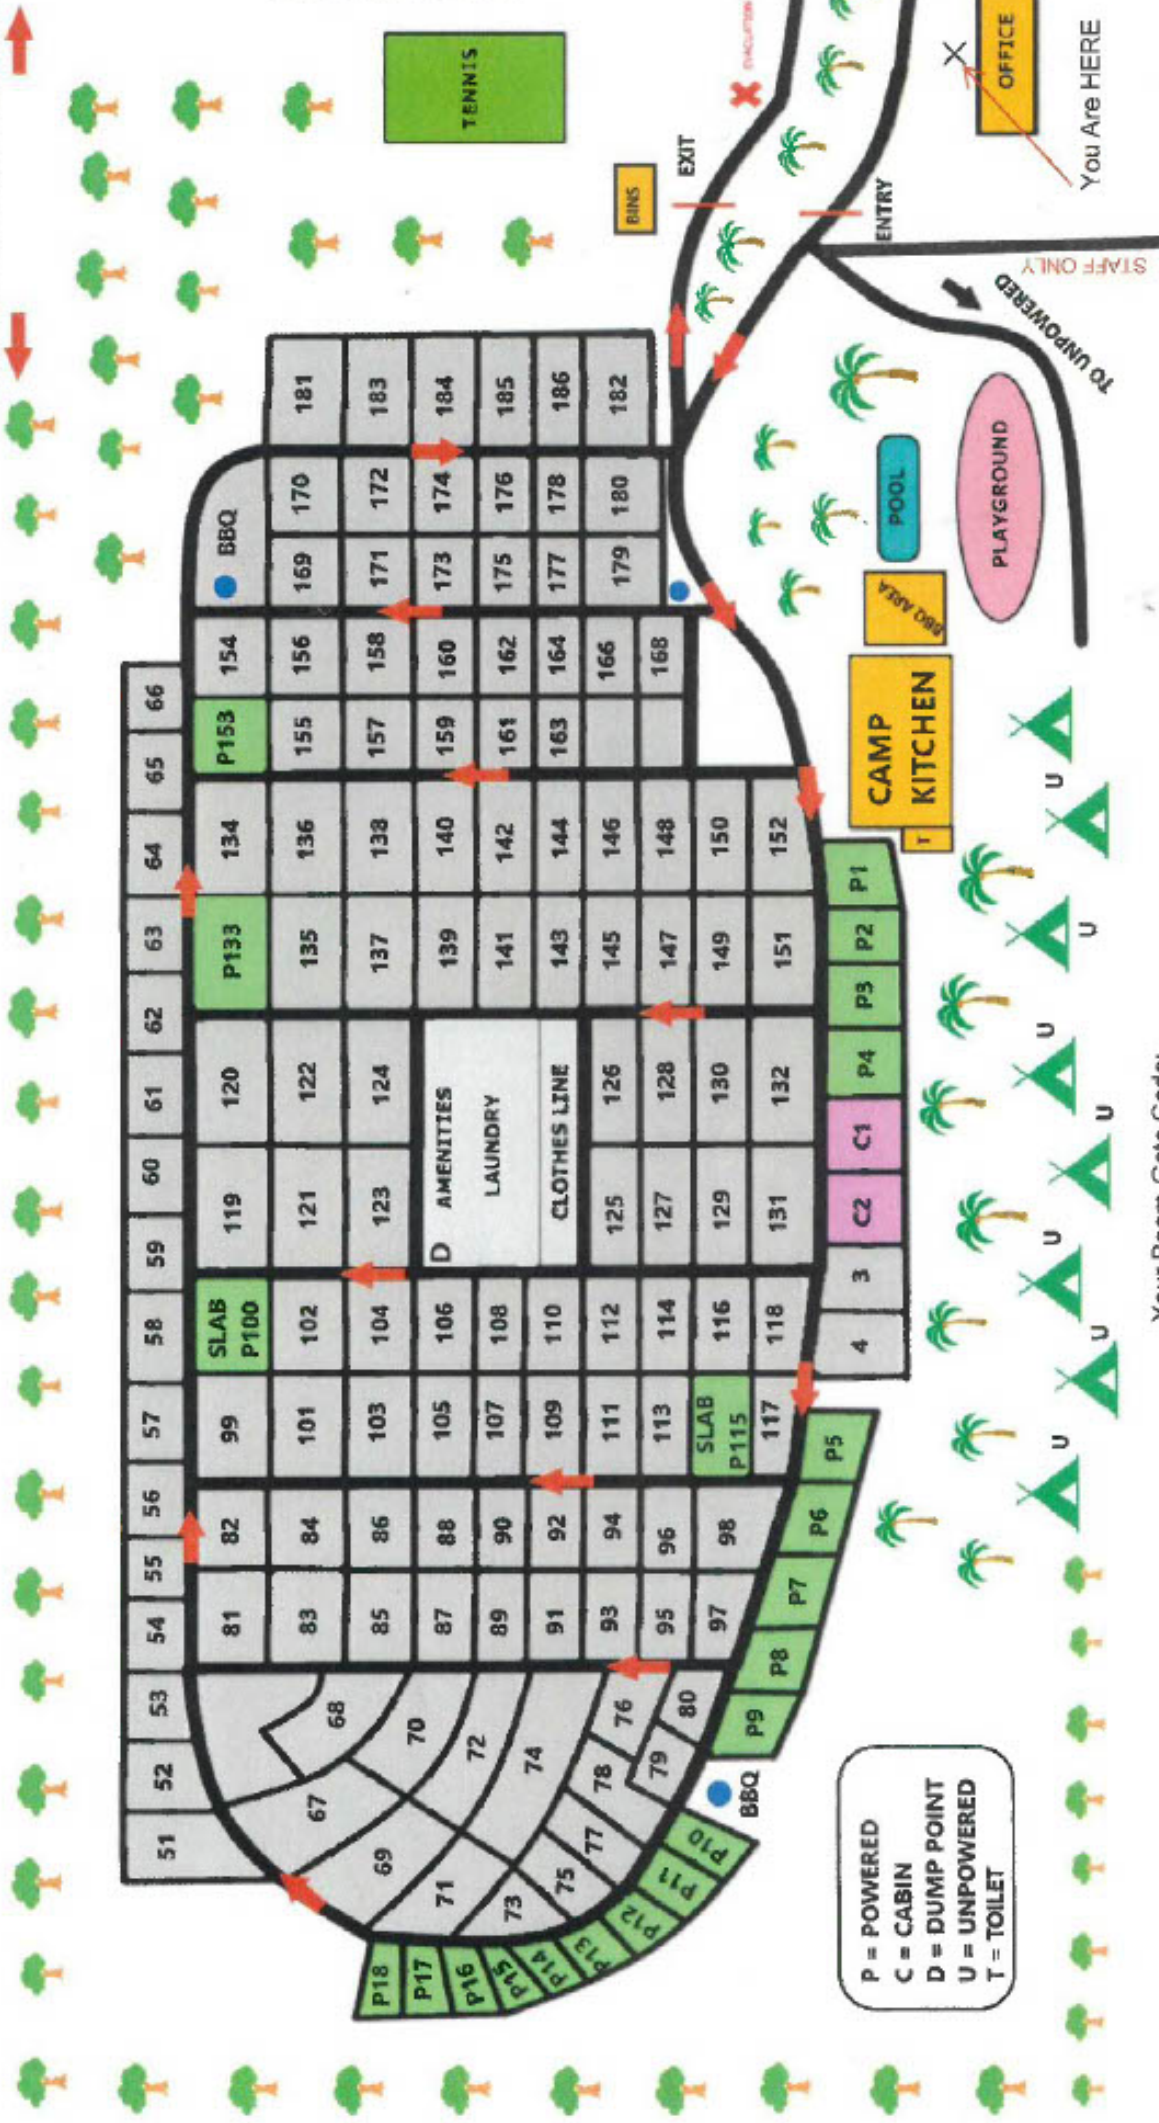 51 52 53 54 55 56 57 58 59 60 61 62 63 64 65 66
BBQ
TENNIS
67 68 81 82 99 SLAB P100 119 120 P133 134 P153 154
83 84 101 102 121 122 135 136 155 156 169 170 181
69 70 85 86 103 104 123 124 137 138 157 158 171 172 183
71 72 87 88 105 106 139 140 159 160 173 174 184
D AMENITIES
LAUNDRY
CLOTHES LINE
73 74 89 90 107 108 141 142 161 162 175 176 185
75 91 92 109 110 143 144 163 164 177 178 186
77 78 76 93 94 111 112 125 126 145 146 166 179 180 182
79 80 95 96 113 114 127 128 147 148 168
97 98 SLAB P115 116 129 130 149 150
117 118 131 132 151 152
P18 P17 P16 P15 P14 P13 P12 P11 P10
BBQ
P9 P8 P7 P6 P5
4 3 C2 C1 P4 P3 P2 P1
BINS
EXIT
EVACUATION
ENTRY
OFFICE
You Are HERE
STAFF ONLY
TO UNPOWERED
POOL
PLAYGROUND
BBQ AREA
CAMP
KITCHEN
T
U U U U U U U U
P = POWERED
C = CABIN
D = DUMP POINT
U = UNPOWERED
T = TOILET